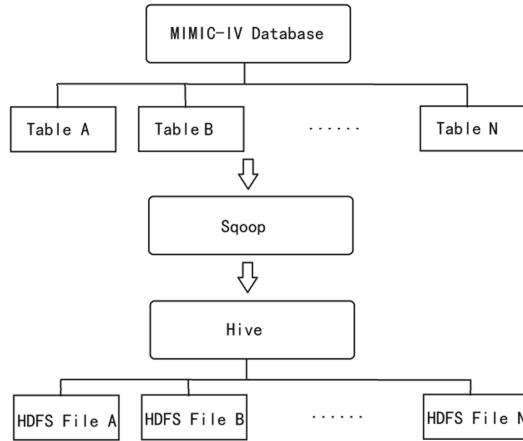 MIMIC-IV Database
Table A Table B ...... Table N
Sqoop
Hive
HDFS File A HDFS File B ...... HDFS File N